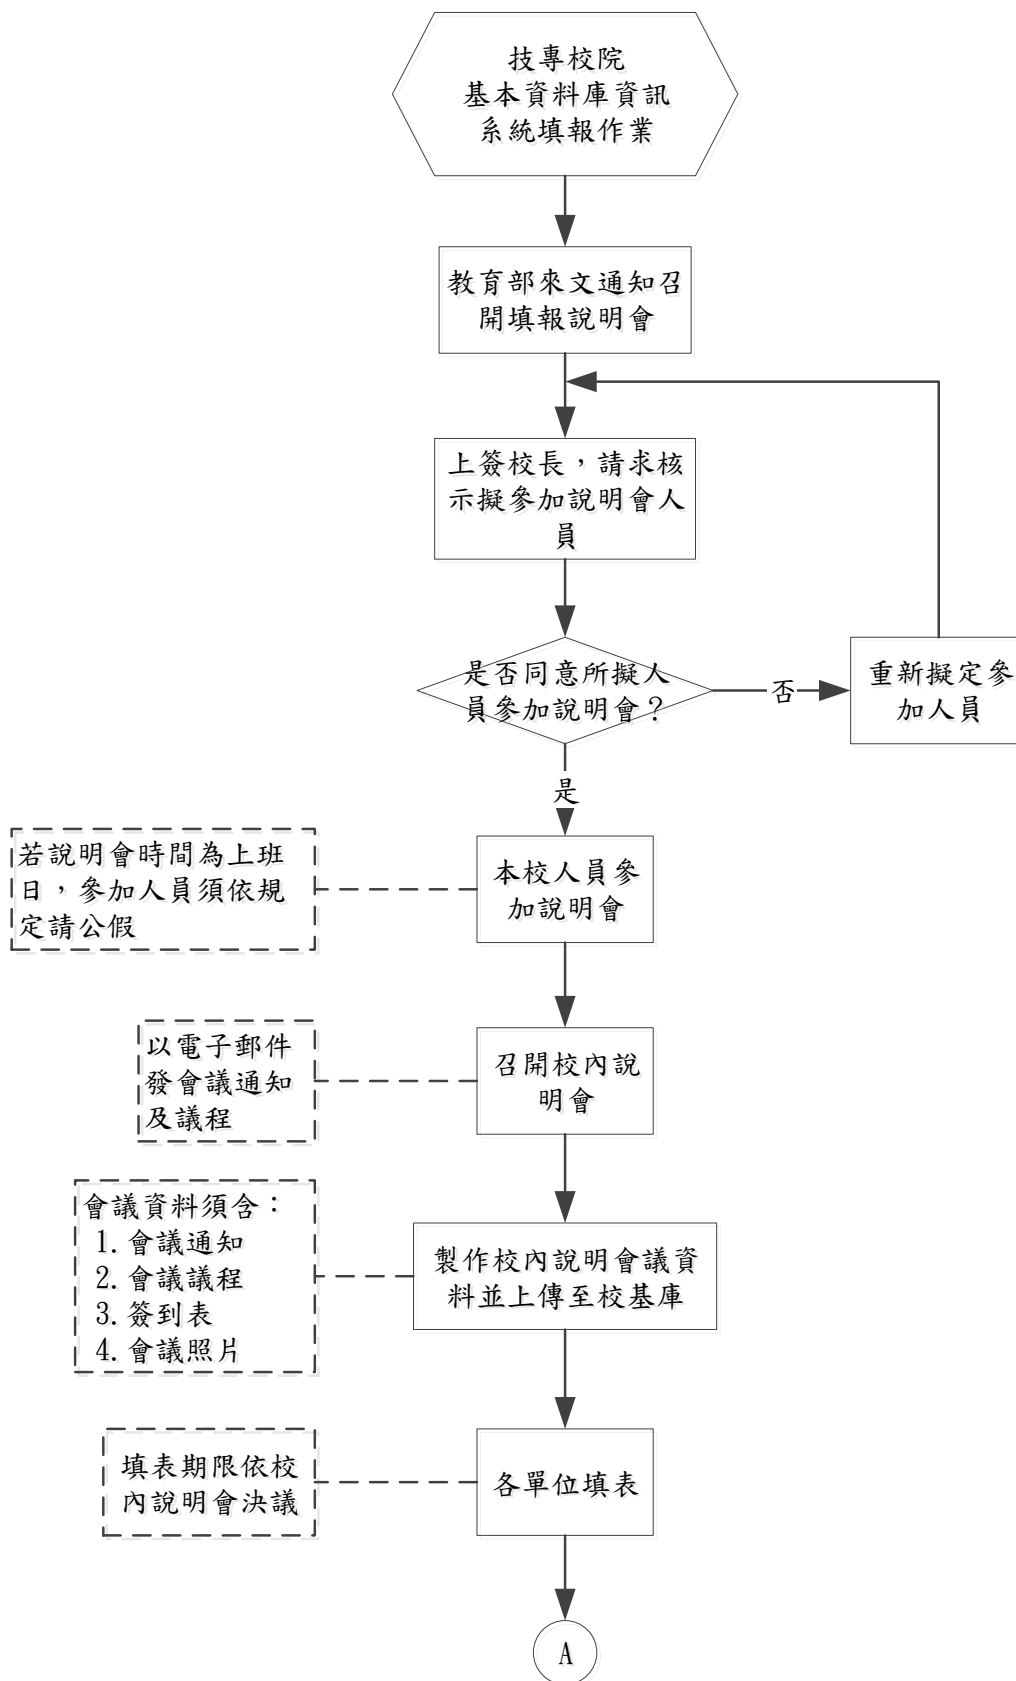 技專校院
基本資料庫資訊
系統填報作業
教育部來文通知召
開填報說明會
上簽校長，請求核
示擬參加說明會人
員
是否同意所擬人
員參加說明會？
否
重新擬定參
加人員
是
若說明會時間為上班
日，參加人員須依規
定請公假
本校人員參
加說明會
以電子郵件
發會議通知
及議程
召開校內說
明會
會議資料須含：
1. 會議通知
2. 會議議程
3. 簽到表
4. 會議照片
製作校內說明會議資
料並上傳至校基庫
填表期限依校
內說明會決議
各單位填表
A